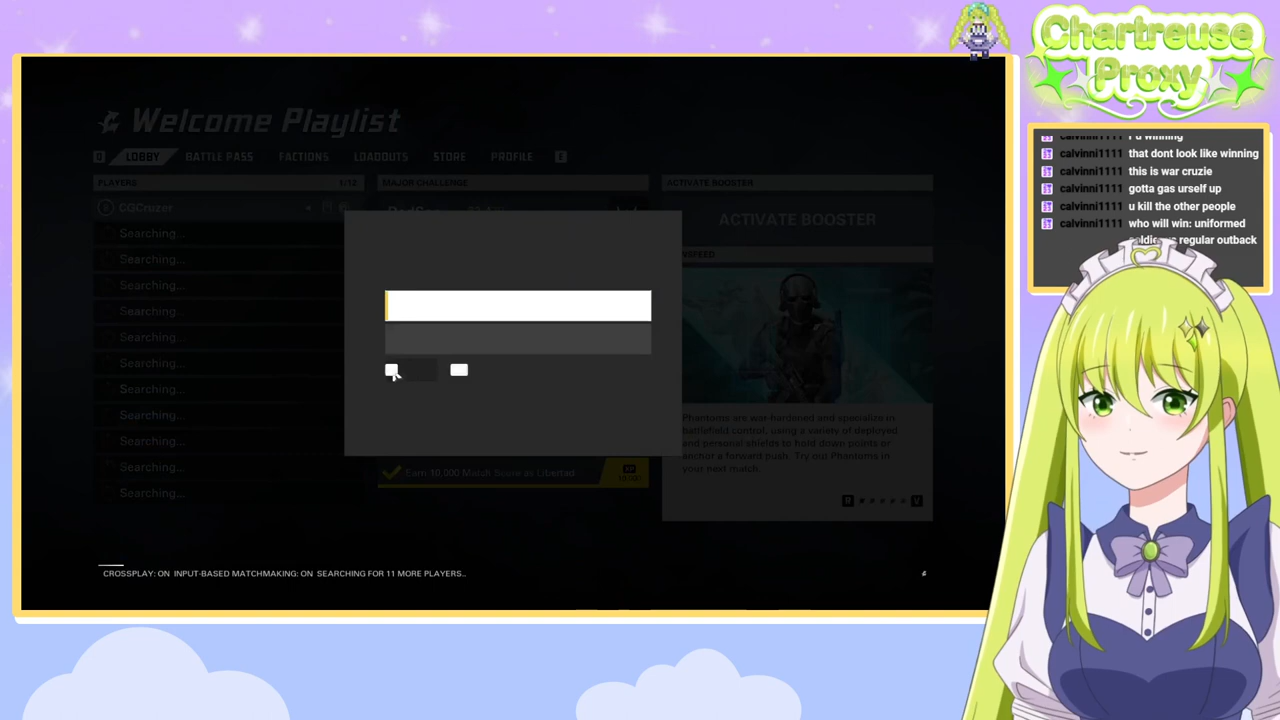 Chartreuse
Proxy
Welcome Playlist
Q LOBBY BATTLE PASS FACTIONS LOADOUTS STORE PROFILE E
PLAYERS 1/12 MAJOR CHALLENGE ACTIVATE BOOSTER
CGCruzer
ACTIVATE BOOSTER
Searching...
Searching...
Searching...
Searching...
Searching...
Searching...
Searching...
Searching...
Searching...
Searching...
Searching...
Phantoms are war-hardened and specialize in
battlefield control, using a variety of deployed
and personal shields to hold down points or
anchor a forward push. Try out Phantoms in
your next match.
Earn 10,000 Match Score as Libertad
XP
R V
CROSSPLAY: ON INPUT-BASED MATCHMAKING: ON SEARCHING FOR 11 MORE PLAYERS...
calvinni1111 r u winning
calvinni1111 that dont look like winning
calvinni1111 this is war cruzie
calvinni1111 gotta gas urself up
calvinni1111 u kill the other people
calvinni1111 who will win: uniformed
regular outback